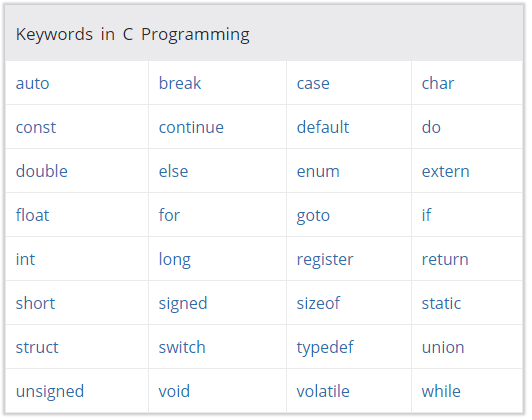 Keywords in C Programming
auto break case char
const continue default do
double else enum extern
float for goto if
int long register return
short signed sizeof static
struct switch typedef union
unsigned void volatile while